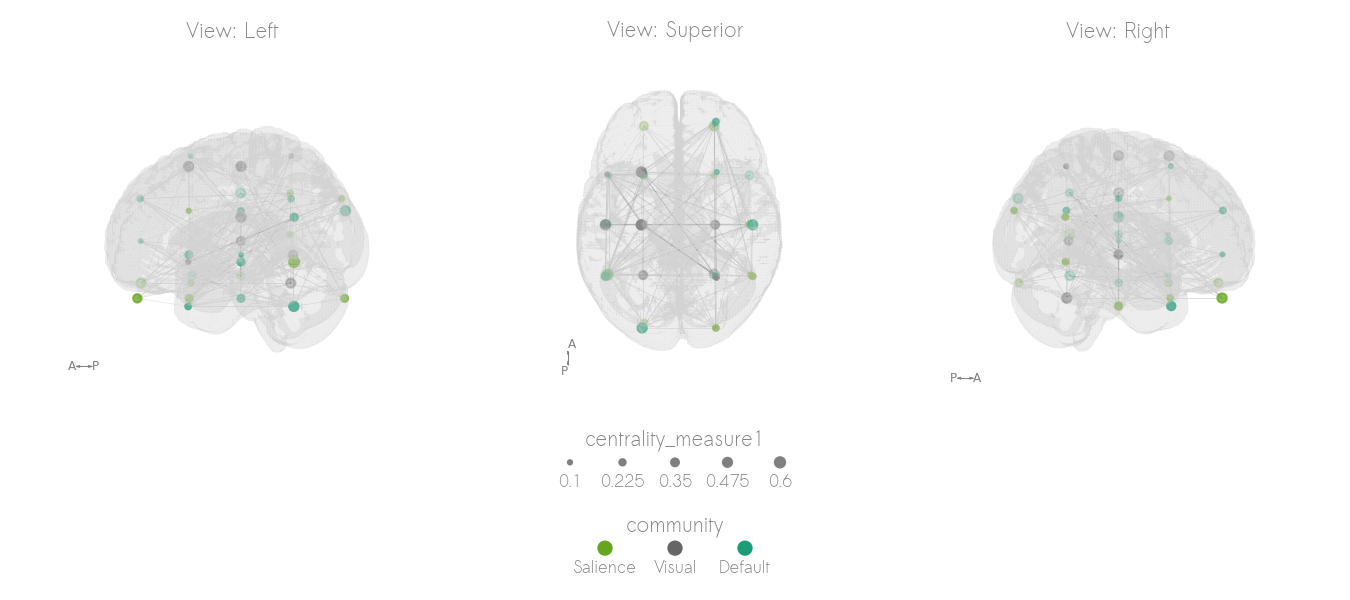 View: Left
View: Superior
View: Right
A P
A
P
P A
centrality_measure1
0.1 0.225 0.35 0.475 0.6
community
Salience Visual Default